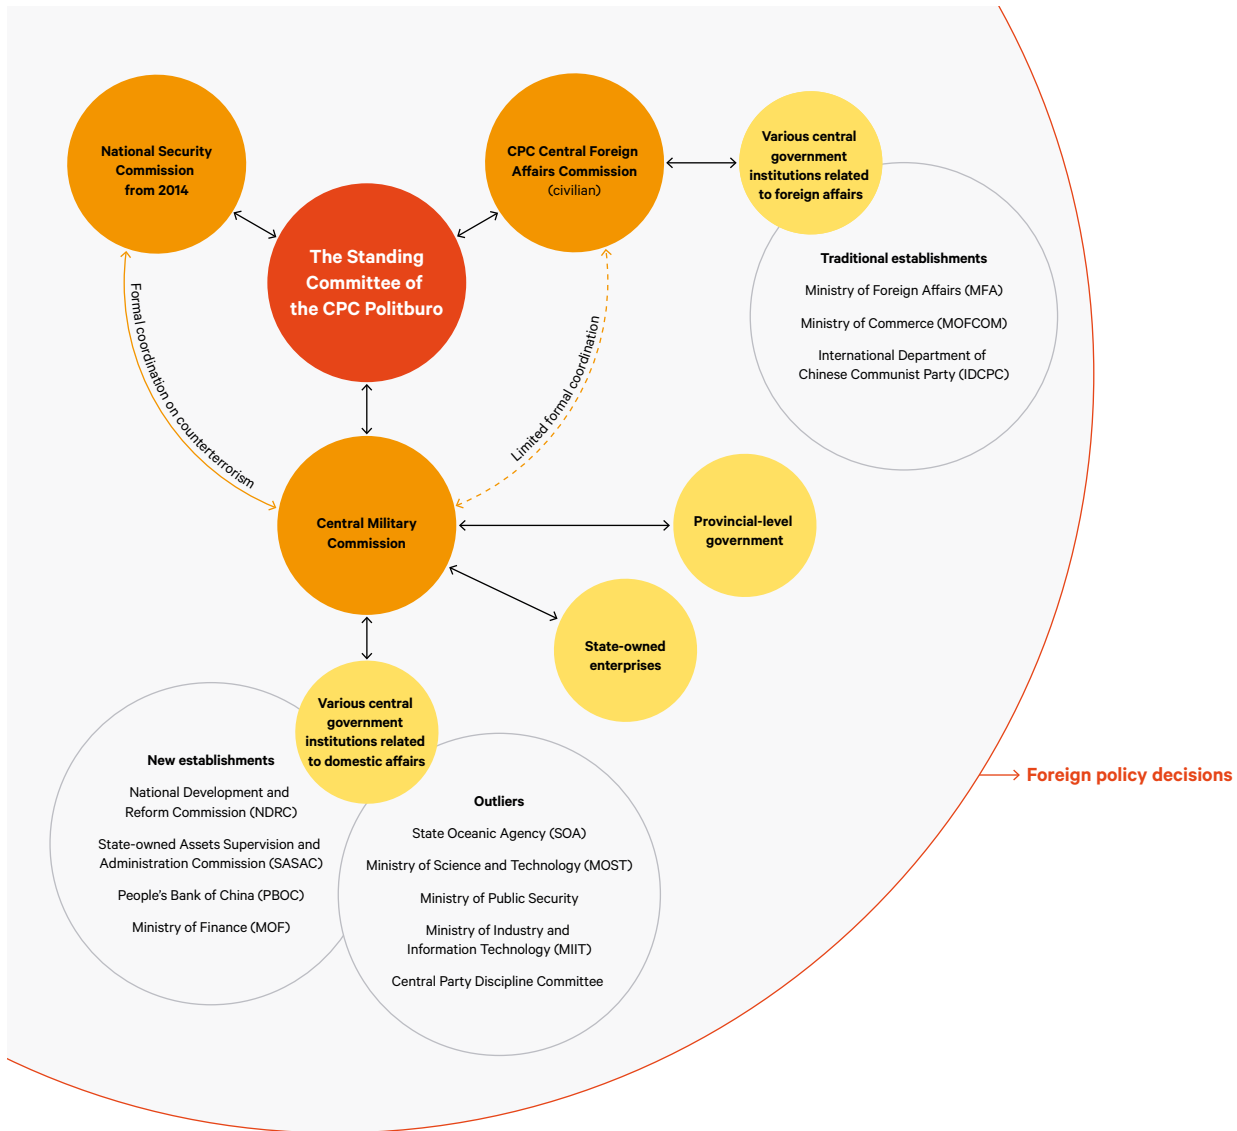 National Security
Commission
from 2014
CPC Central Foreign
Affairs Commission
(civilian)
Various central
government
institutions related
to foreign affairs
The Standing
Committee of
the CPC Politburo
Traditional establishments
Ministry of Foreign Affairs (MFA)
Ministry of Commerce (MOFCOM)
International Department of
Chinese Communist Party (IDCPC)
Formal coordination on counterterrorism
Limited formal coordination
Central Military
Commission
Provincial-level
government
State-owned
enterprises
Various central
government
institutions related
to domestic affairs
New establishments
National Development and
Reform Commission (NDRC)
State-owned Assets Supervision and
Administration Commission (SASAC)
People’s Bank of China (PBOC)
Ministry of Finance (MOF)
Outliers
State Oceanic Agency (SOA)
Ministry of Science and Technology (MOST)
Ministry of Public Security
Ministry of Industry and
Information Technology (MIIT)
Central Party Discipline Committee
Foreign policy decisions